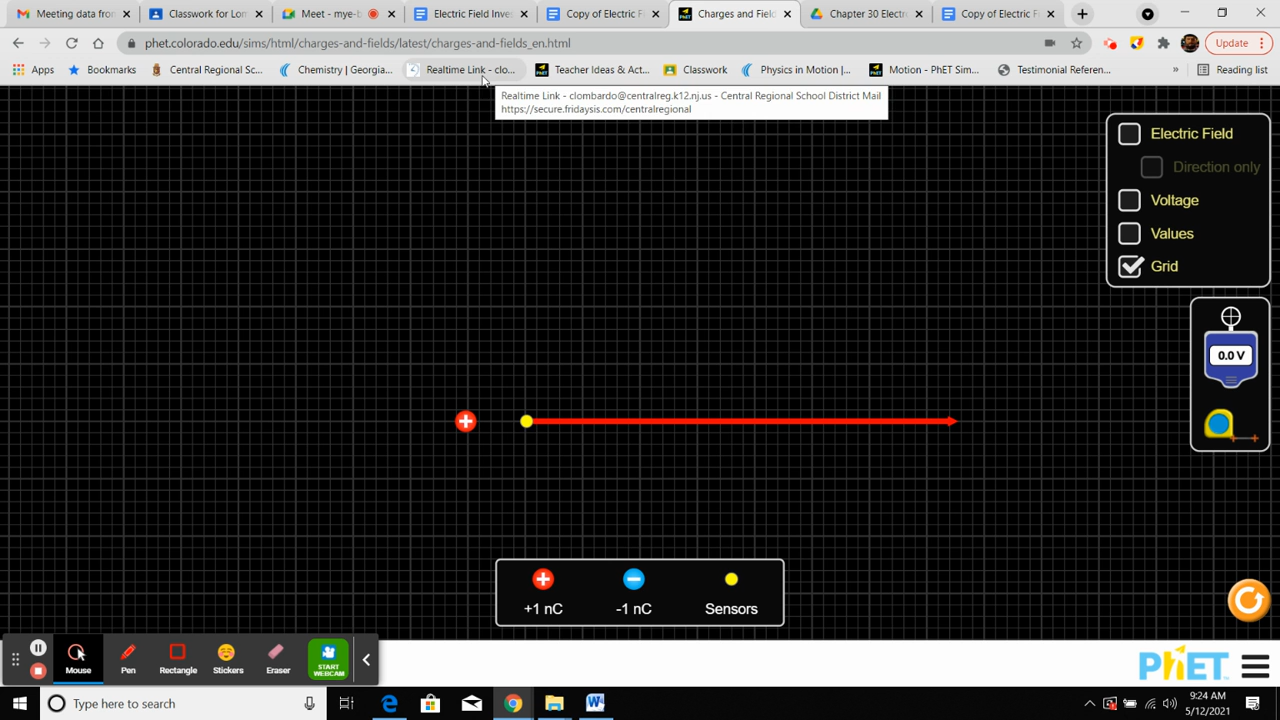 Meeting data from
Classwork for Lom
Meet - mye-b
Electric Field Inves
Copy of Electric F
Charges and Field
Chapter 30 Electro
Copy of Electric F
phet.colorado.edu/sims/html/charges-and-fields/latest/charges-and-fields_en.html
Update
Apps
Bookmarks
Central Regional Sc...
Chemistry | Georgia...
Realtime Link - clo...
Teacher Ideas & Act...
Classwork
Physics in Motion |...
Motion - PhET Sim...
Testimonial Referen...
»
Reading list
Realtime Link - clombardo@centralreg.k12.nj.us - Central Regional School District Mail
https://secure.fridaysis.com/centralregional
Electric Field
Direction only
Voltage
Values
Grid
0.0 V
+1 nC
-1 nC
Sensors
Mouse
Pen
Rectangle
Stickers
Eraser
START
WEBCAM
PhET
Type here to search
9:24 AM
5/12/2021